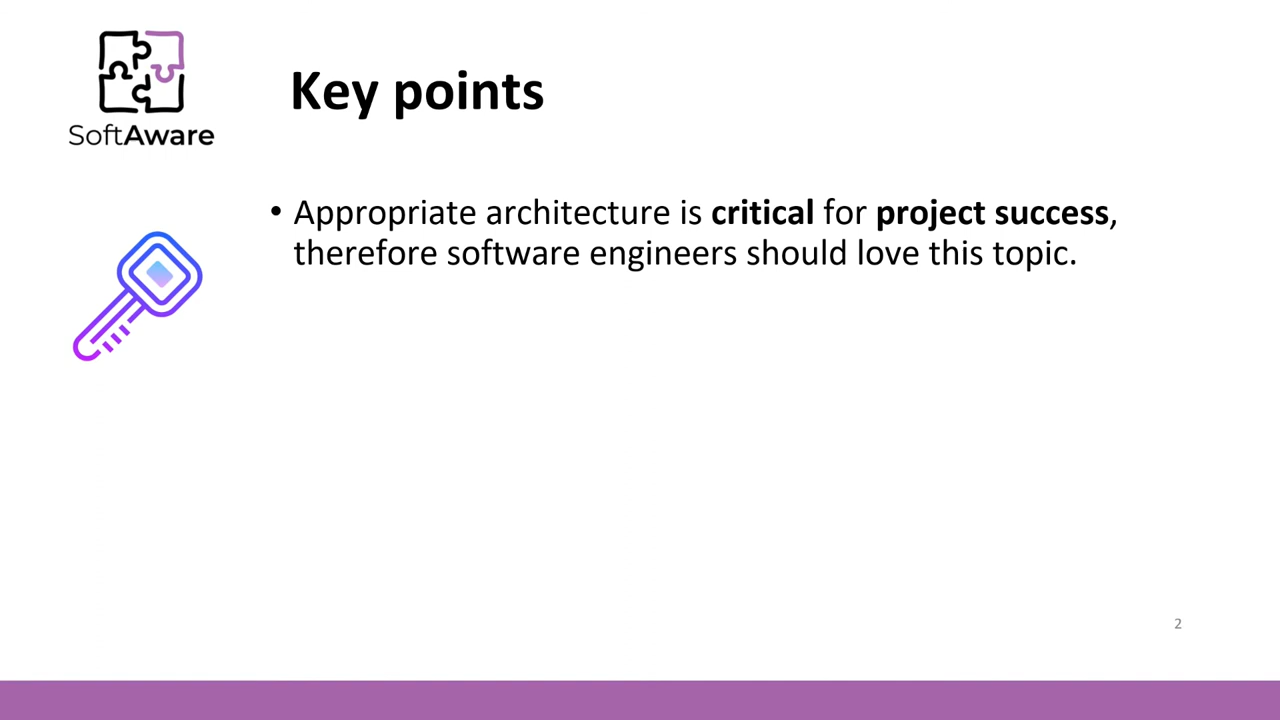 SoftAware
Key points
• Appropriate architecture is critical for project success,
therefore software engineers should love this topic.
2